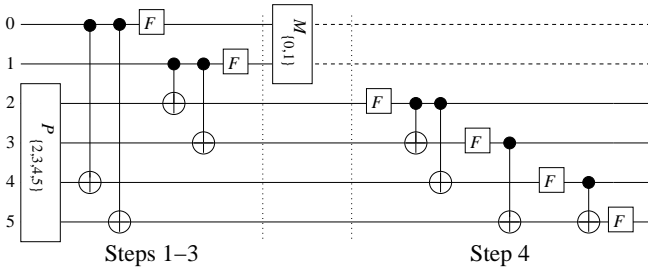 0 F M {0,1}
1 F
2 F
3 P {2,3,4,5} F
4 F
5 F
Steps 1–3 Step 4